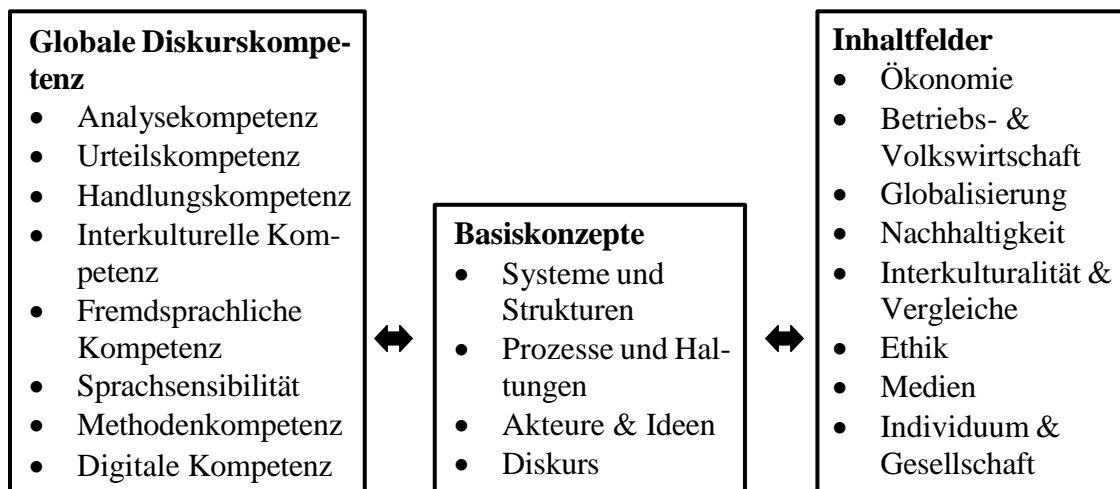 Globale Diskurskompe-
tenz
• Analysekompetenz
• Urteilskompetenz
• Handlungskompetenz
• Interkulturelle Kom-
petenz
• Fremdsprachliche
Kompetenz
• Sprachsensibilität
• Methodenkompetenz
• Digitale Kompetenz
Basiskonzepte
• Systeme und
Strukturen
• Prozesse und Hal-
tungen
• Akteure & Ideen
• Diskurs
Inhaltfelder
• Ökonomie
• Betriebs- &
Volkswirtschaft
• Globalisierung
• Nachhaltigkeit
• Interkulturalität &
Vergleiche
• Ethik
• Medien
• Individuum &
Gesellschaft